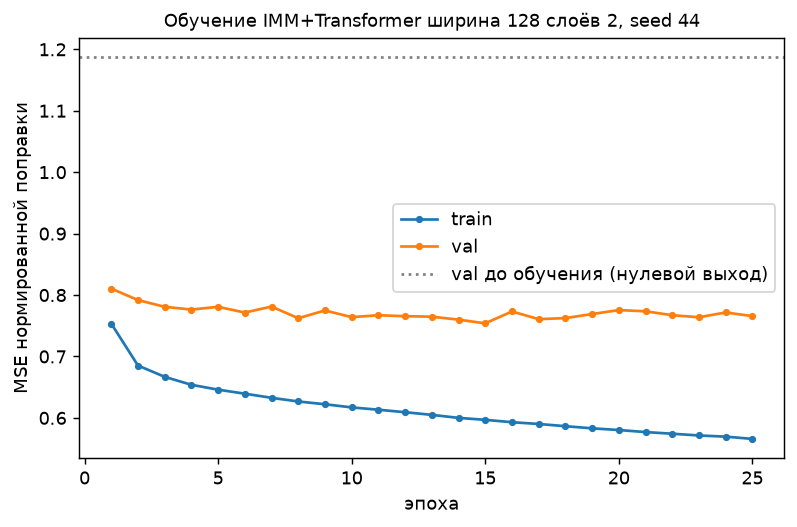 Обучение IMM+Transformer ширина 128 слоёв 2, seed 44
MSE нормированной поправки
1.2
1.1
1.0
0.9
0.8
0.7
0.6
train
val
val до обучения (нулевой выход)
0
5
10
15
20
25
эпоха